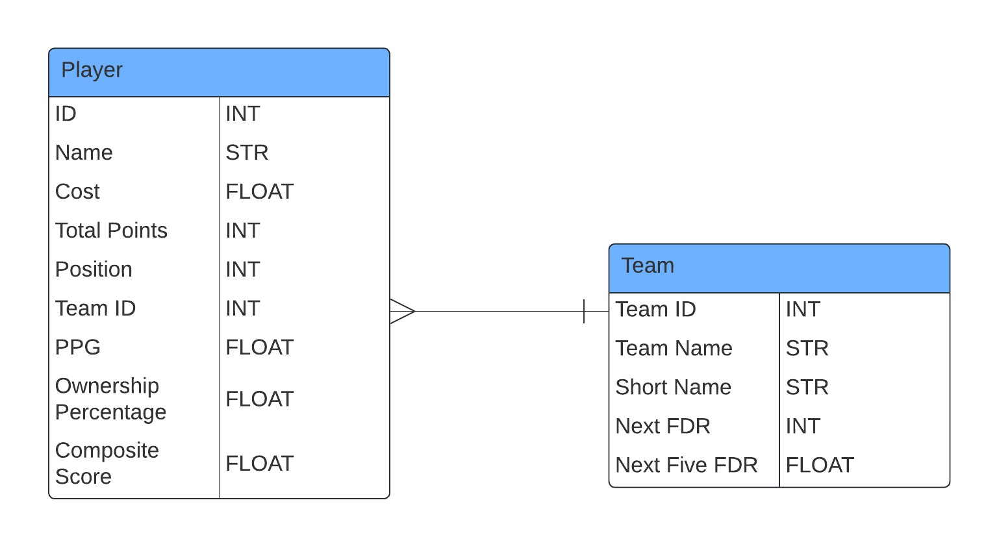 Player
ID INT
Name STR
Cost FLOAT
Total Points INT
Position INT
Team ID INT
PPG FLOAT
Ownership
Percentage FLOAT
Composite
Score FLOAT
Team
Team ID INT
Team Name STR
Short Name STR
Next FDR INT
Next Five FDR FLOAT